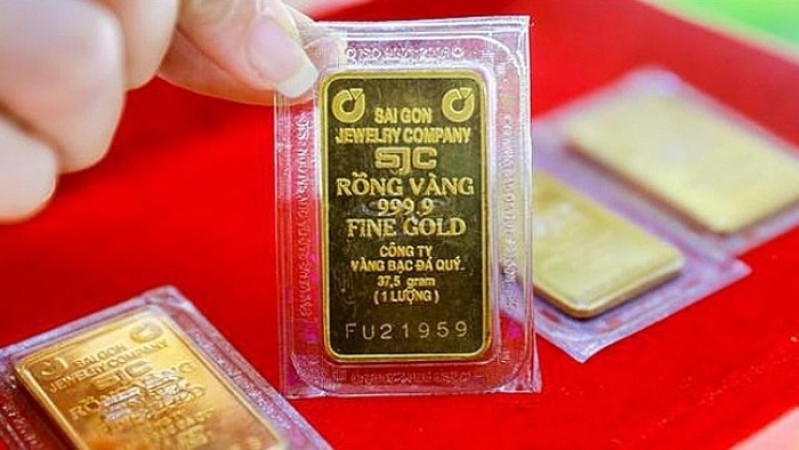 SAI GON
JEWELRY COMPANY
SJC
RỒNG VÀNG
999.9
FINE GOLD
CÔNG TY
VÀNG BẠC ĐÁ QUÝ.
37,5 gram
(1 LƯỢNG)
FU21959
SAI GON
JEWELRY COMPANY
SJC
RỒNG